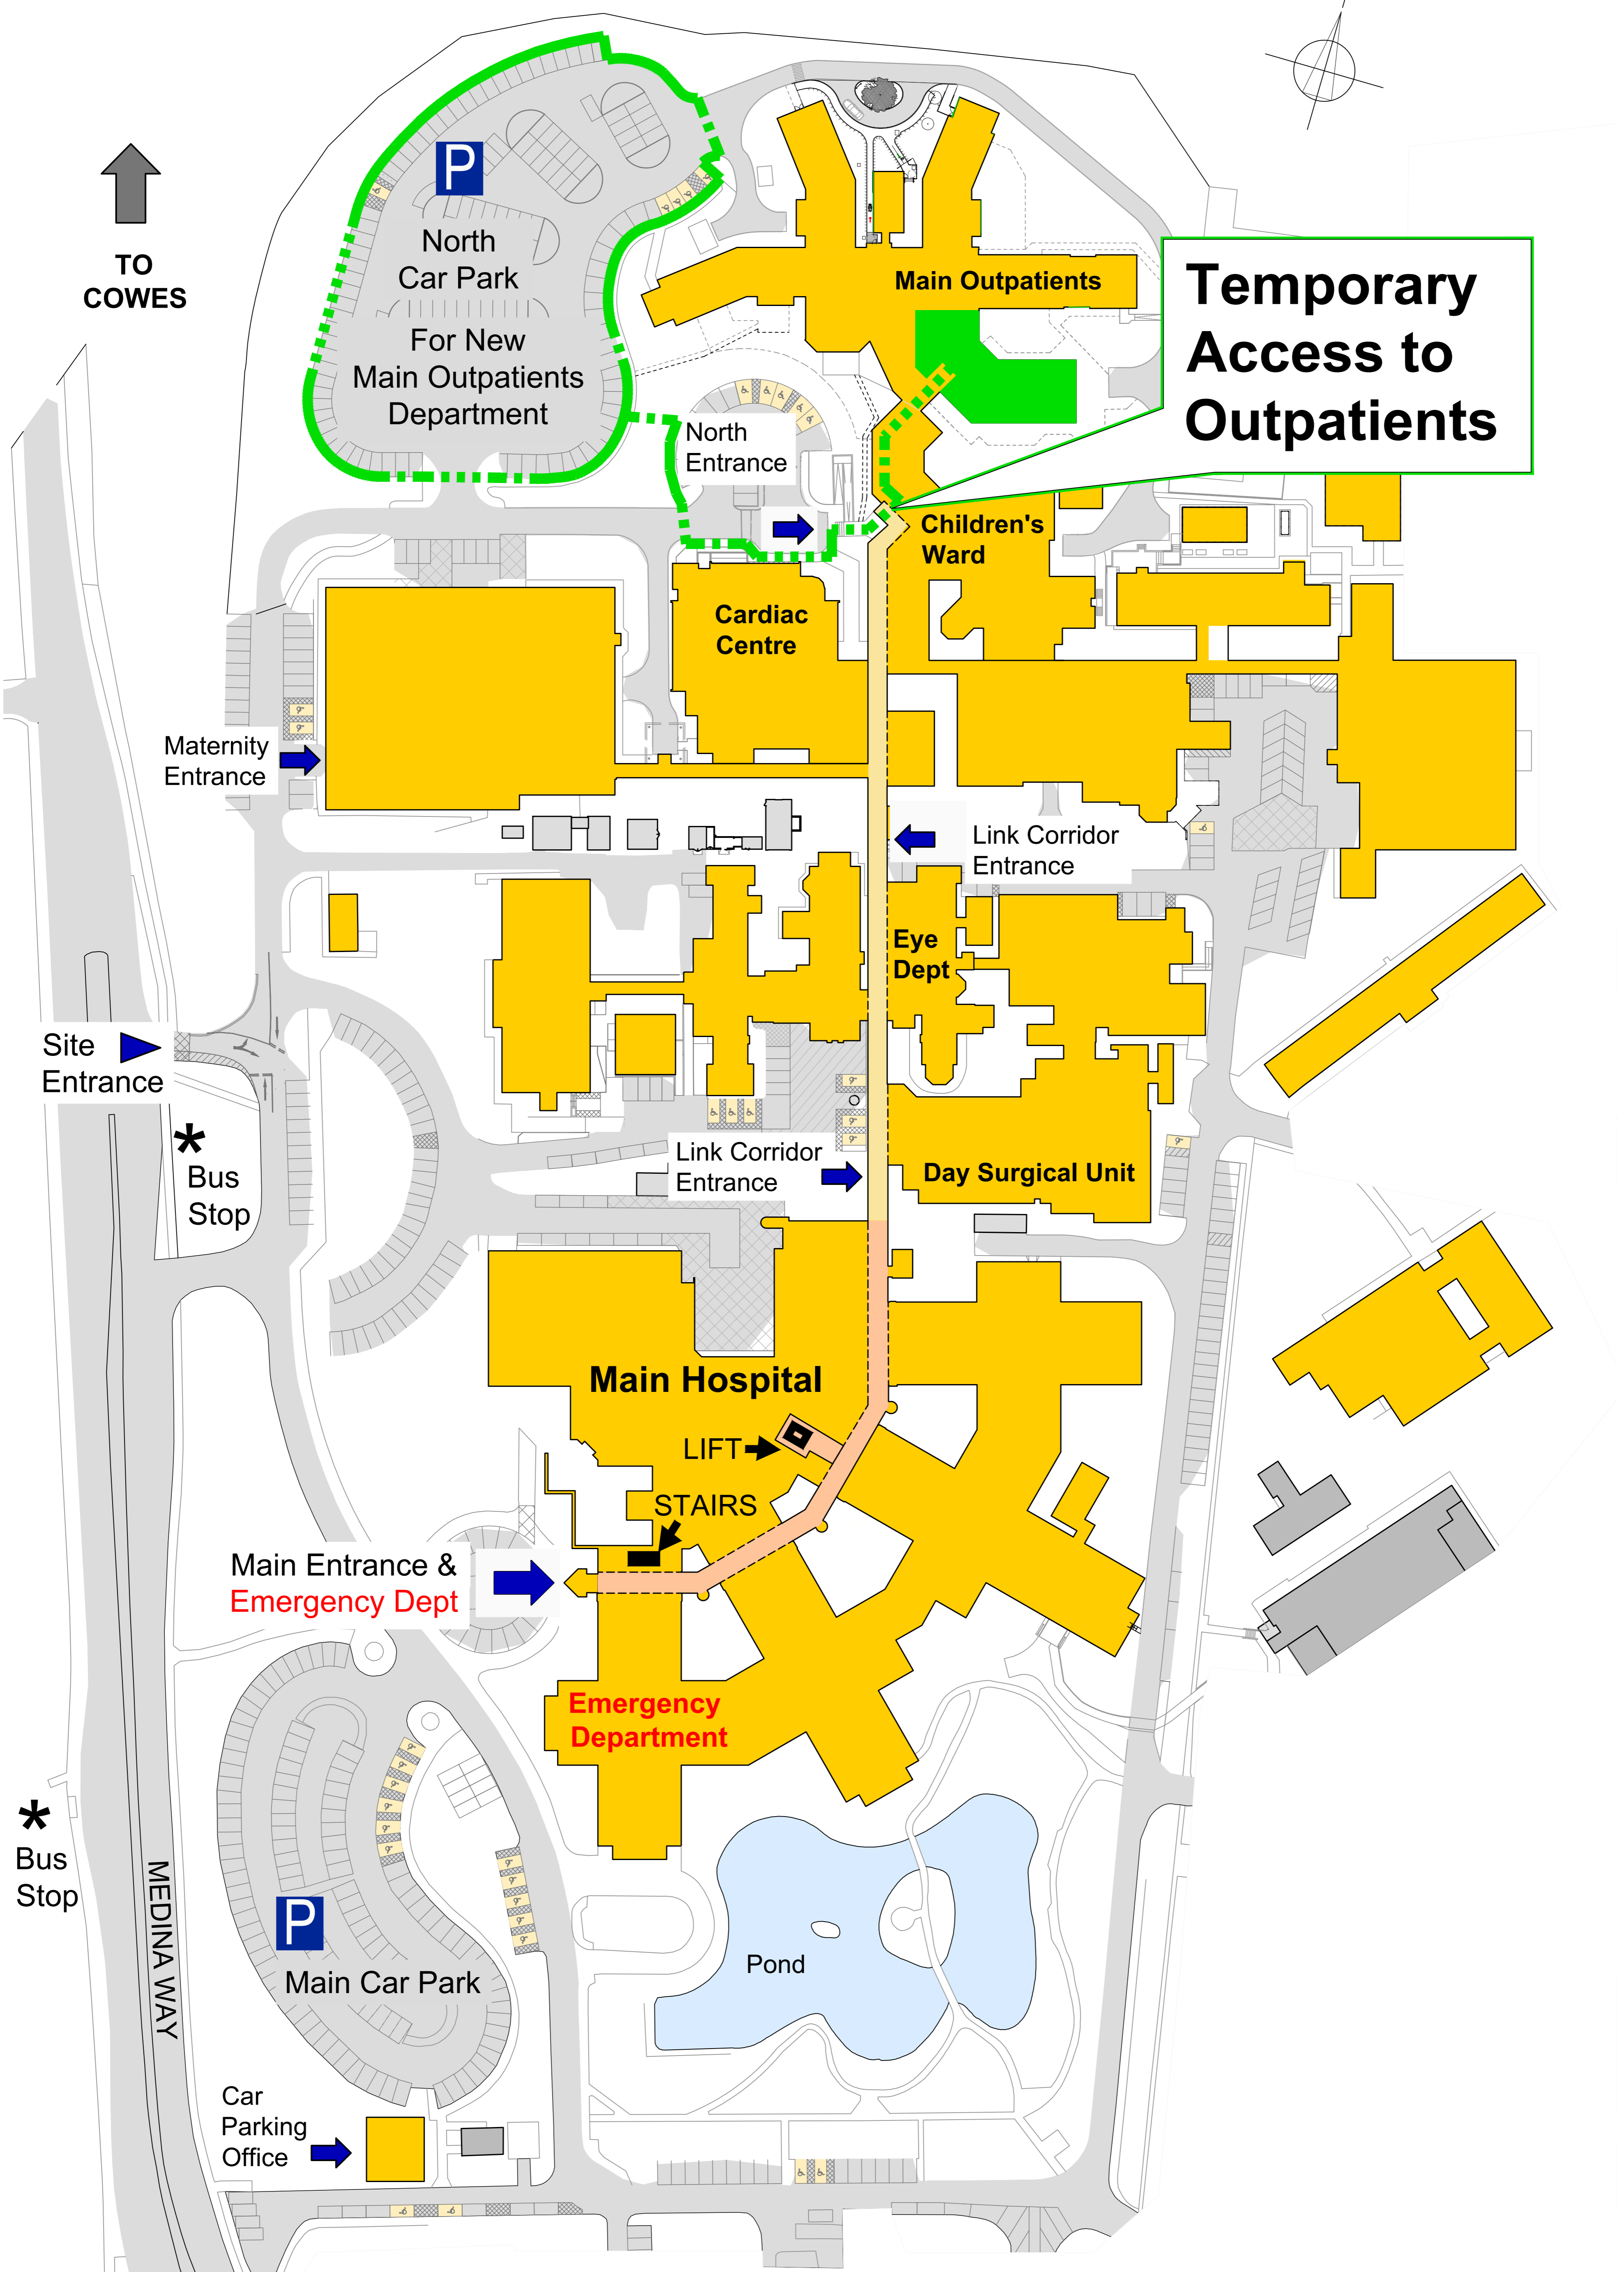 P
TO
COWES
North
Car Park
For New
Main Outpatients
Department
Main Outpatients
Temporary
Access to
Outpatients
North
Entrance
Children's
Ward
Cardiac
Centre
Maternity
Entrance
Link Corridor
Entrance
Eye
Dept
Site
Entrance
*
Bus
Stop
Link Corridor
Entrance
Day Surgical Unit
Main Hospital
LIFT
STAIRS
Main Entrance &
Emergency Dept
Emergency
Department
*
Bus
Stop
MEDINA WAY
P
Main Car Park
Pond
Car
Parking
Office